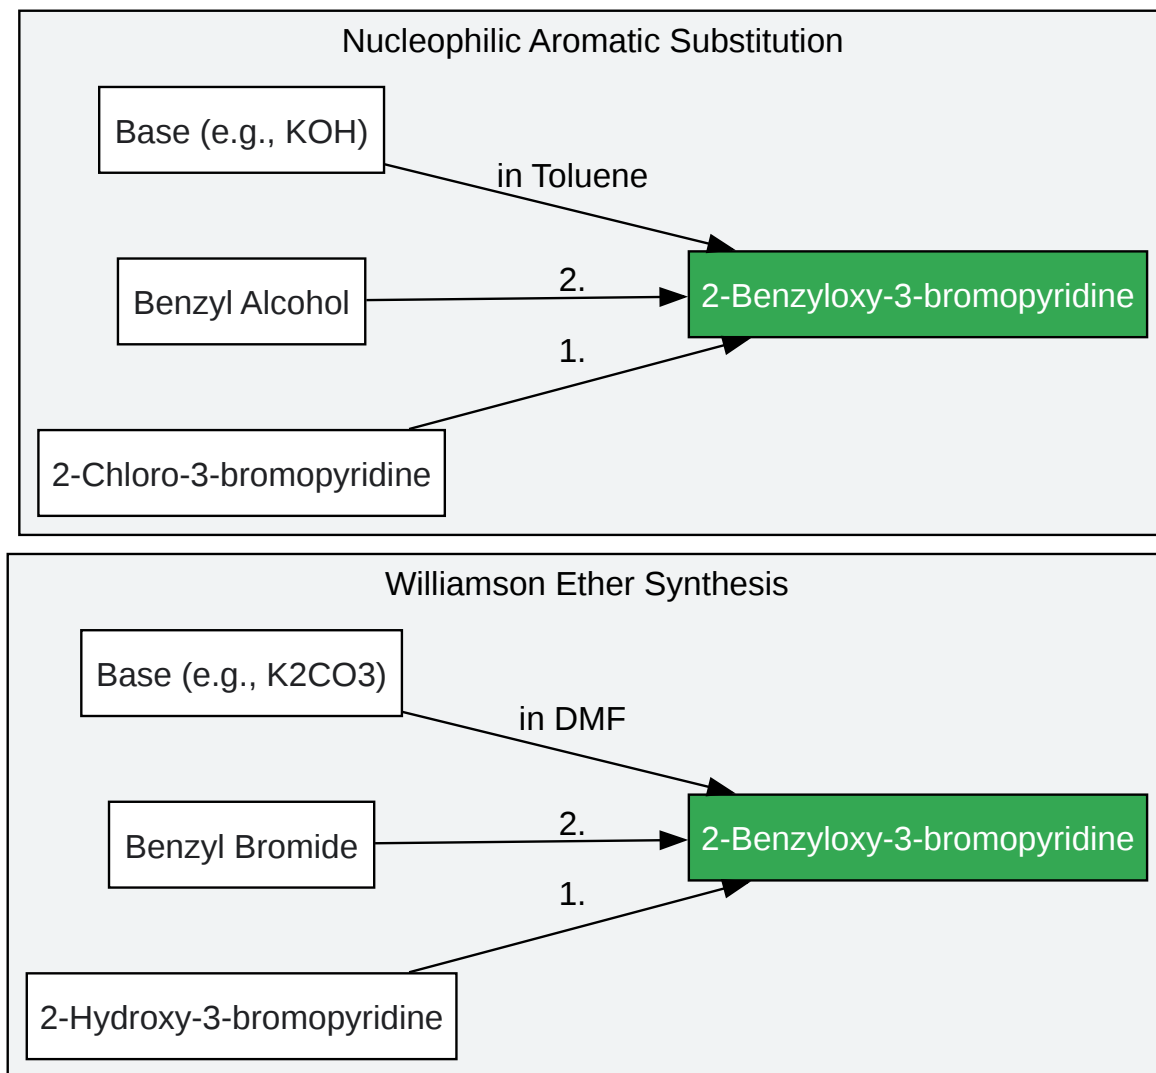 Nucleophilic Aromatic Substitution
Base (e.g., KOH)
in Toluene
Benzyl Alcohol
2.
2-Benzyloxy-3-bromopyridine
1.
2-Chloro-3-bromopyridine
Williamson Ether Synthesis
Base (e.g., K2CO3)
in DMF
Benzyl Bromide
2.
2-Benzyloxy-3-bromopyridine
1.
2-Hydroxy-3-bromopyridine